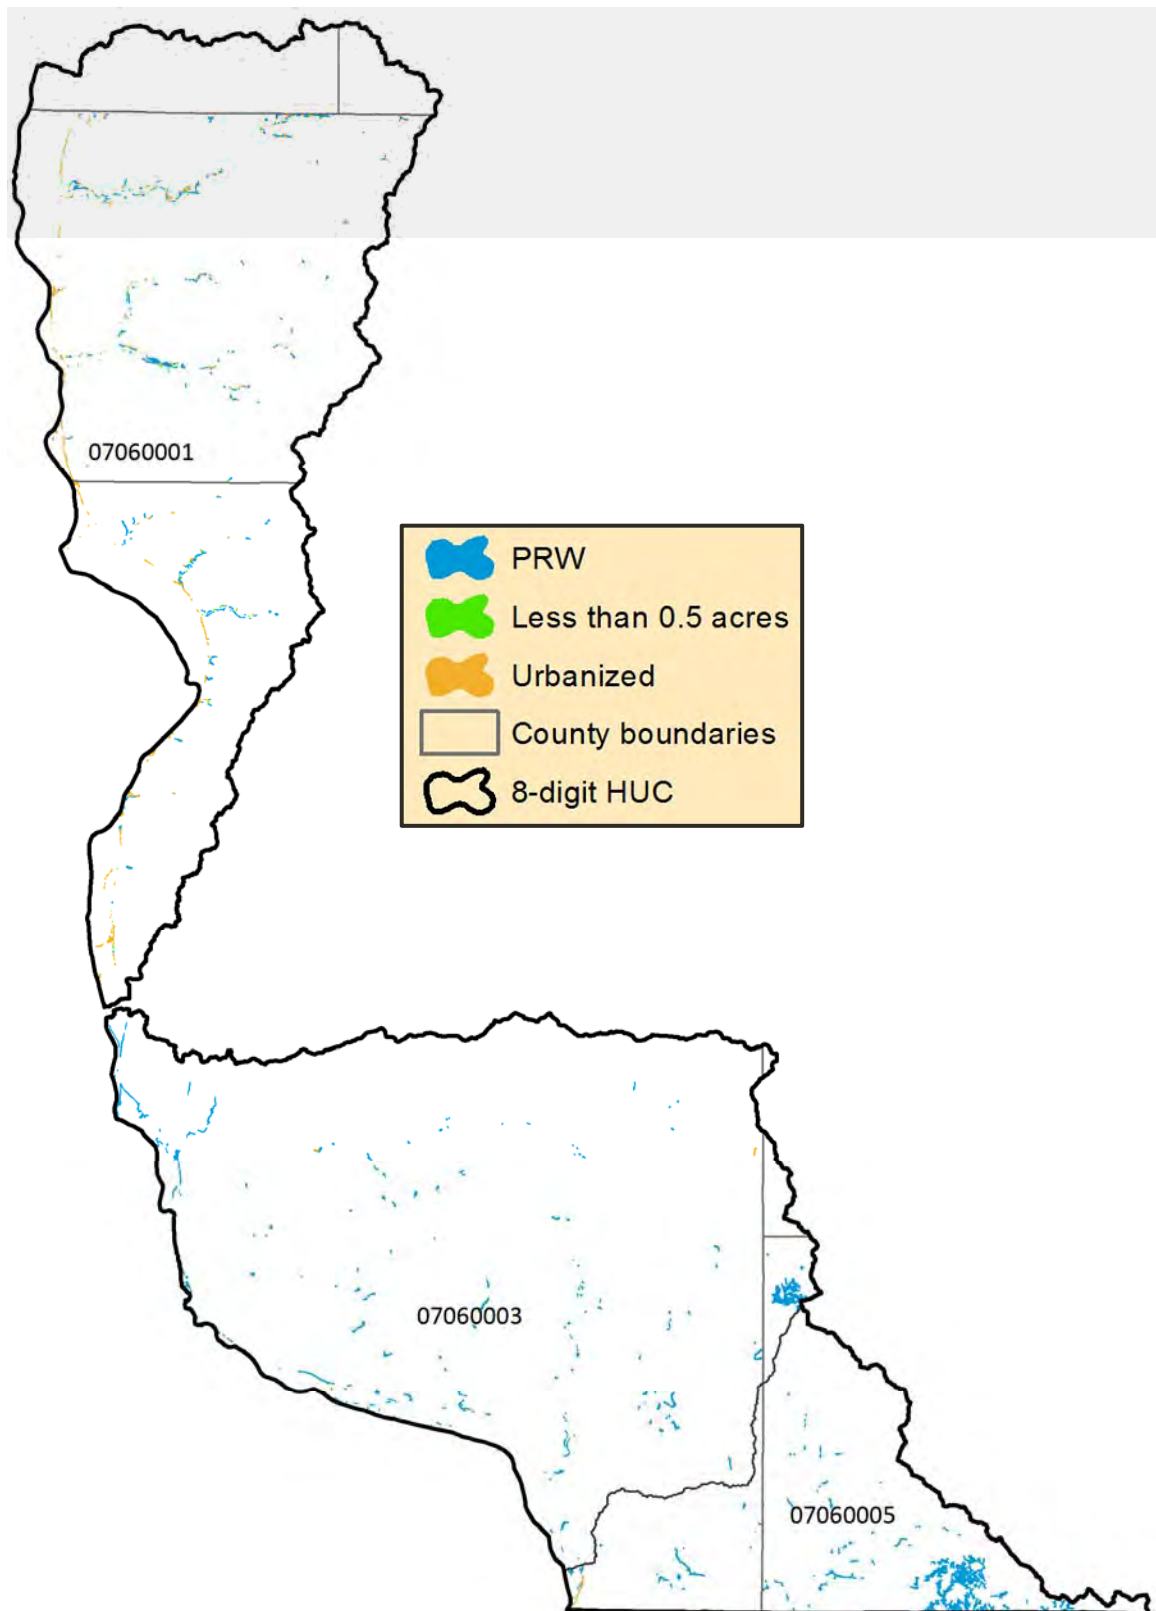 07060001
PRW
Less than 0.5 acres
Urbanized
County boundaries
8-digit HUC
07060003
07060005